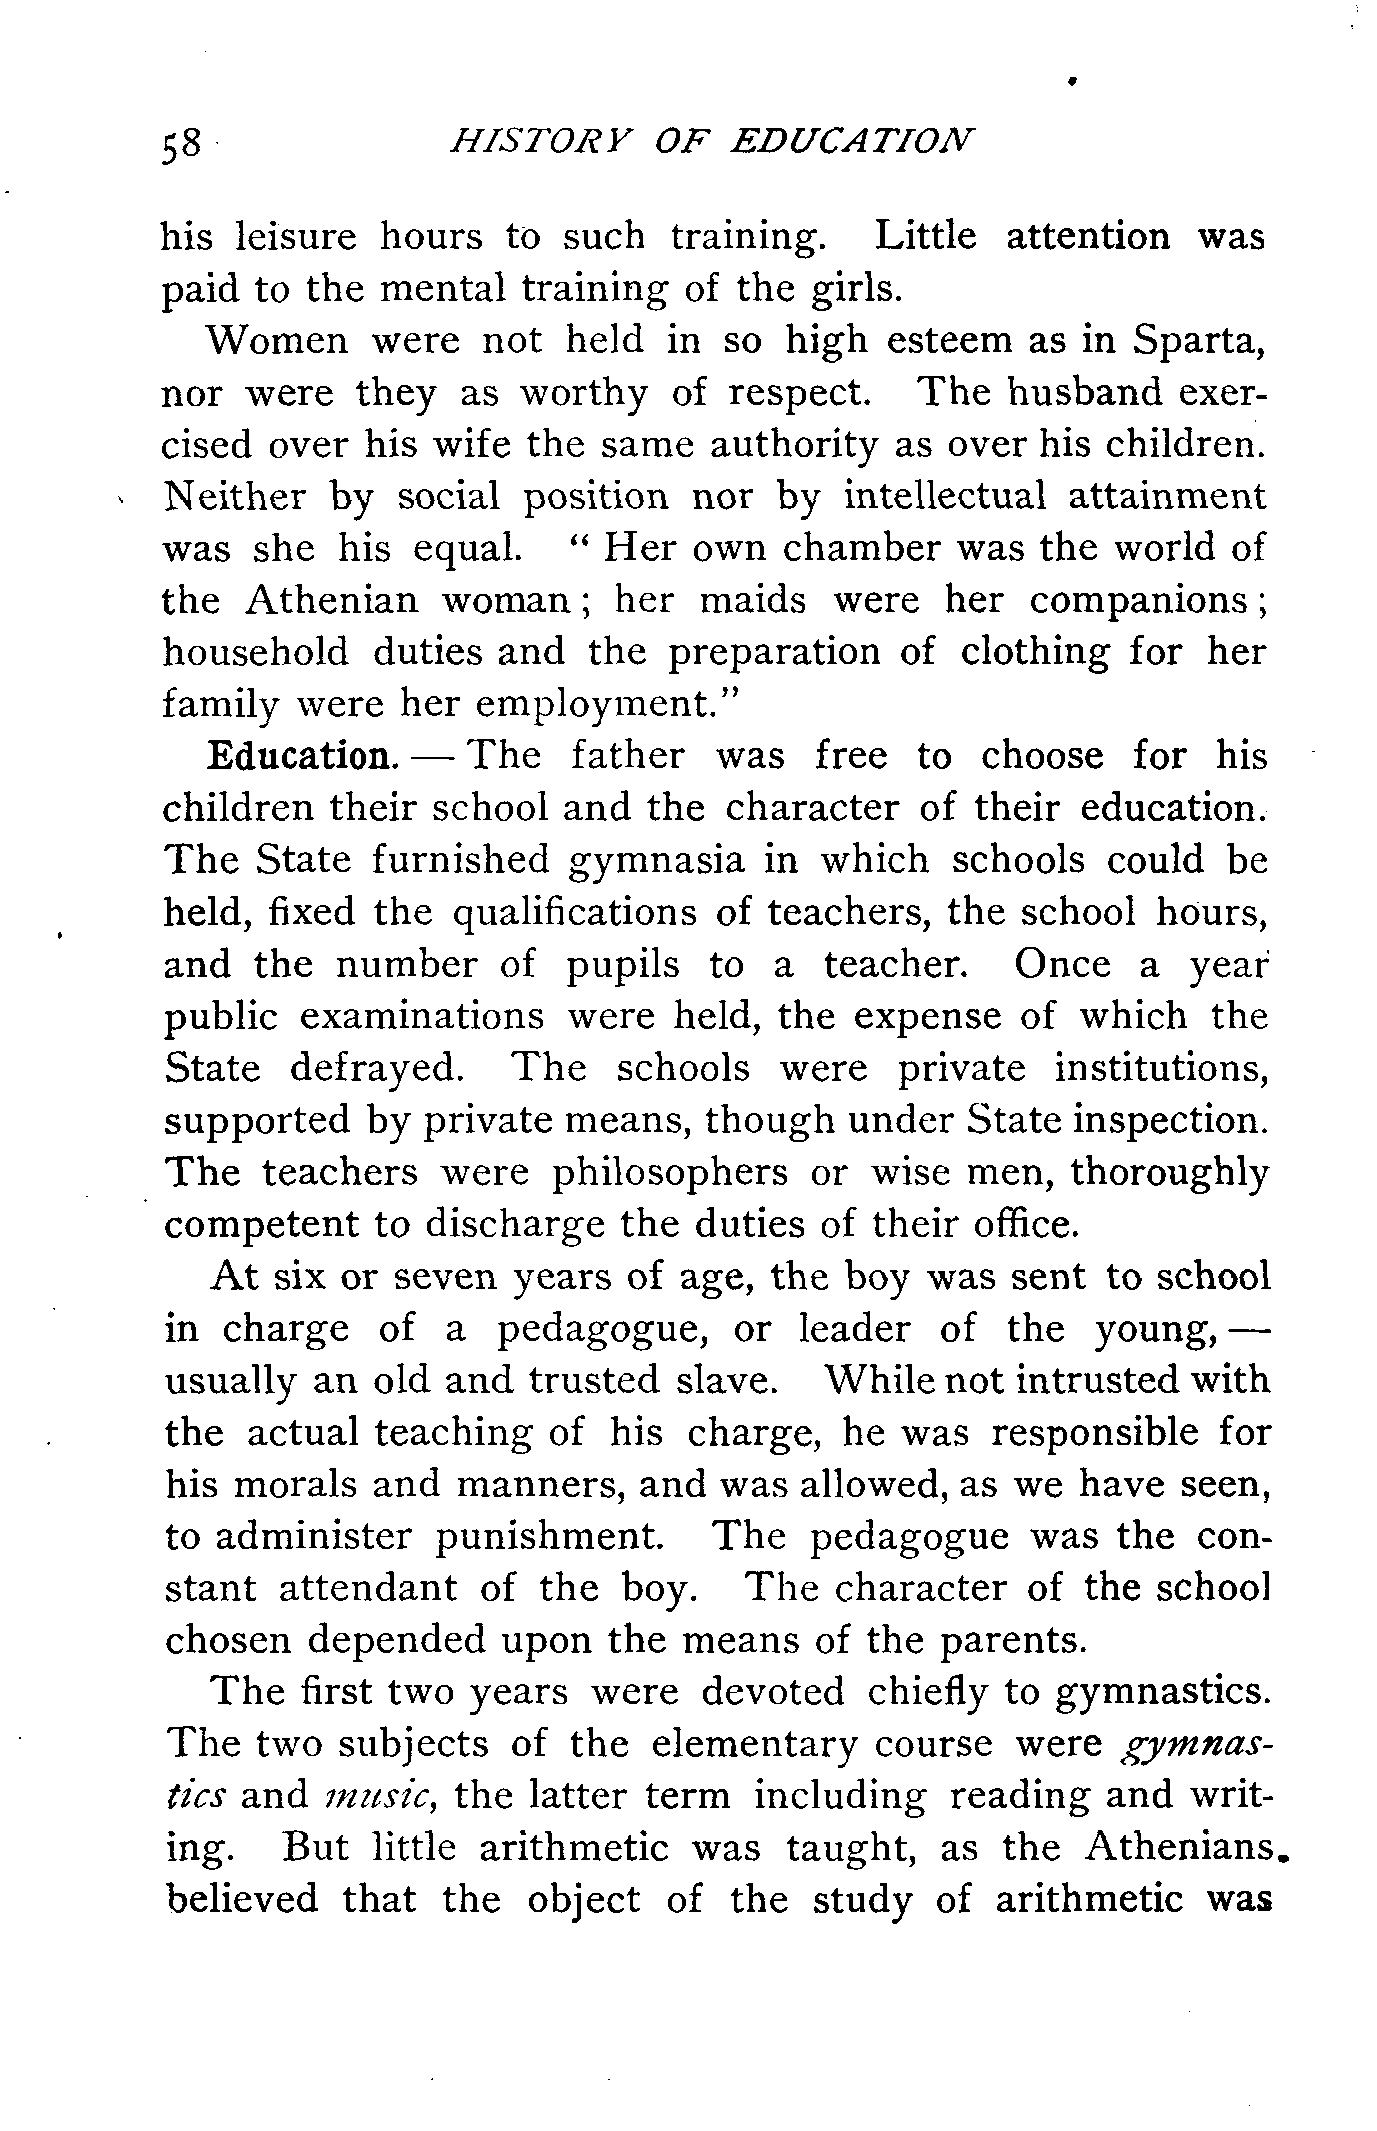 58 HISTORY OF EDUCATION
his leisure hours to such training. Little attention was
paid to the mental training of the girls.
Women were not held in so high esteem as in Sparta,
nor were they as worthy of respect. The husband exer-
cised over his wife the same authority as over his children.
Neither by social position nor by intellectual attainment
was she his equal. " Her own chamber was the world of
the Athenian woman ; her maids were her companions ;
household duties and the preparation of clothing for her
family were her employment."
Education. — The father was free to choose for his
children their school and the character of their education.
The State furnished gymnasia in which schools could be
held, fixed the qualifications of teachers, the school hours,
and the number of pupils to a teacher. Once a year
public examinations were held, the expense of which the
State defrayed. The schools were private institutions,
supported by private means, though under State inspection.
The teachers were philosophers or wise men, thoroughly
competent to discharge the duties of their office.
At six or seven years of age, the boy was sent to school
in charge of a pedagogue, or leader of the young, —
usually an old and trusted slave. While not intrusted with
the actual teaching of his charge, he was responsible for
his morals and manners, and was allowed, as we have seen,
to administer punishment. The pedagogue was the con-
stant attendant of the boy. The character of the school
chosen depended upon the means of the parents.
The first two years were devoted chiefly to gymnastics.
The two subjects of the elementary course were gymnas-
tics and music, the latter term including reading and writ-
ing. But little arithmetic was taught, as the Athenians.
believed that the object of the study of arithmetic was